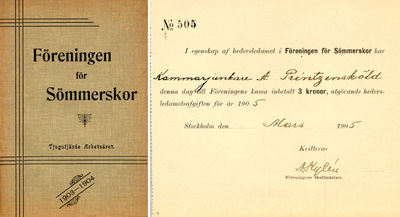 Föreningen
för
Sömmerskor
Tjugufjärde Arbetsåret.
1903-1904
№ 505
I egenskap af hedersledamot i Föreningen för Sömmerskor har
Kammarjunkare A Printzensköld
denna dag till Föreningens kassa inbetalt 3 kronor, utgörande heders-
ledamotsafgiften för år 1905
Stockholm den Mars 1905
Kvitteras
A Kylén
Föreningens Skattmästare.